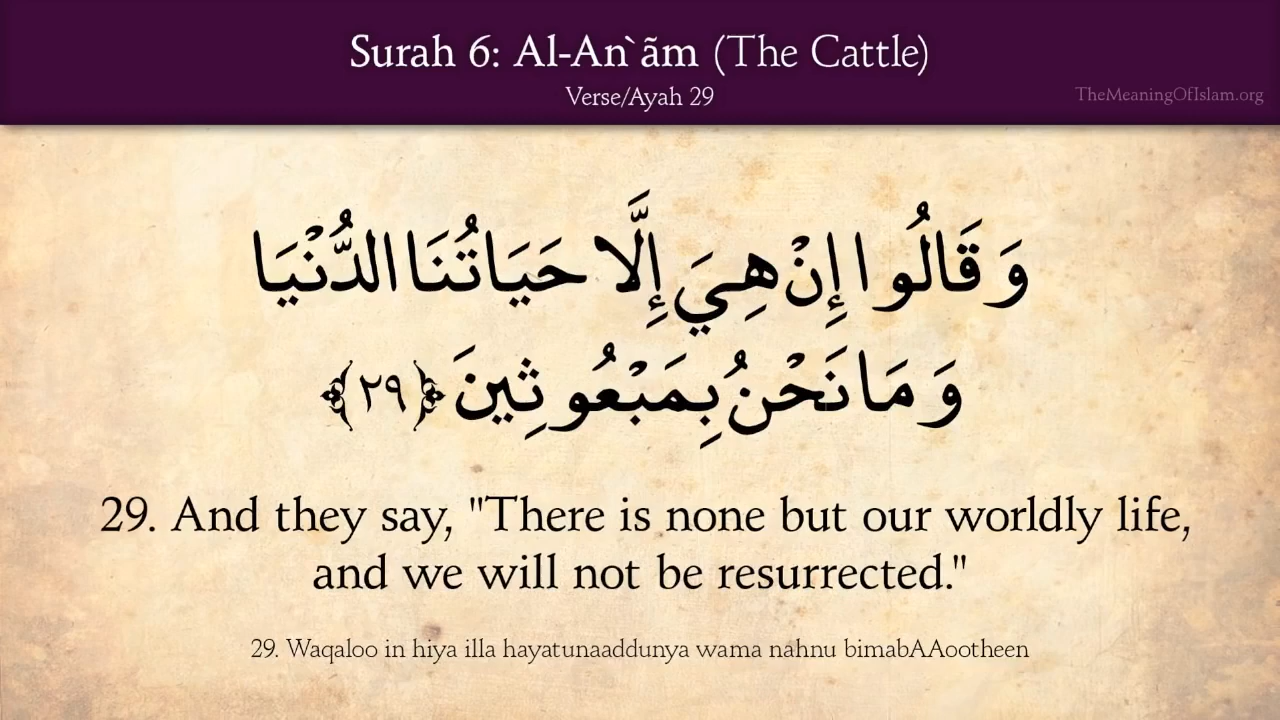 Surah 6: Al-An`ãm (The Cattle)
Verse/Ayah 29
TheMeaningOfIslam.org
وَقَالُوا إِنْ هِيَ إِلَّا حَيَاتُنَا الدُّنْيَا
وَمَا نَحْنُ بِمَبْعُوثِينَ ﴿٢٩﴾
29. And they say, "There is none but our worldly life,
and we will not be resurrected."
29. Waqaloo in hiya illa hayatunaaddunya wama nahnu bimabAAootheen